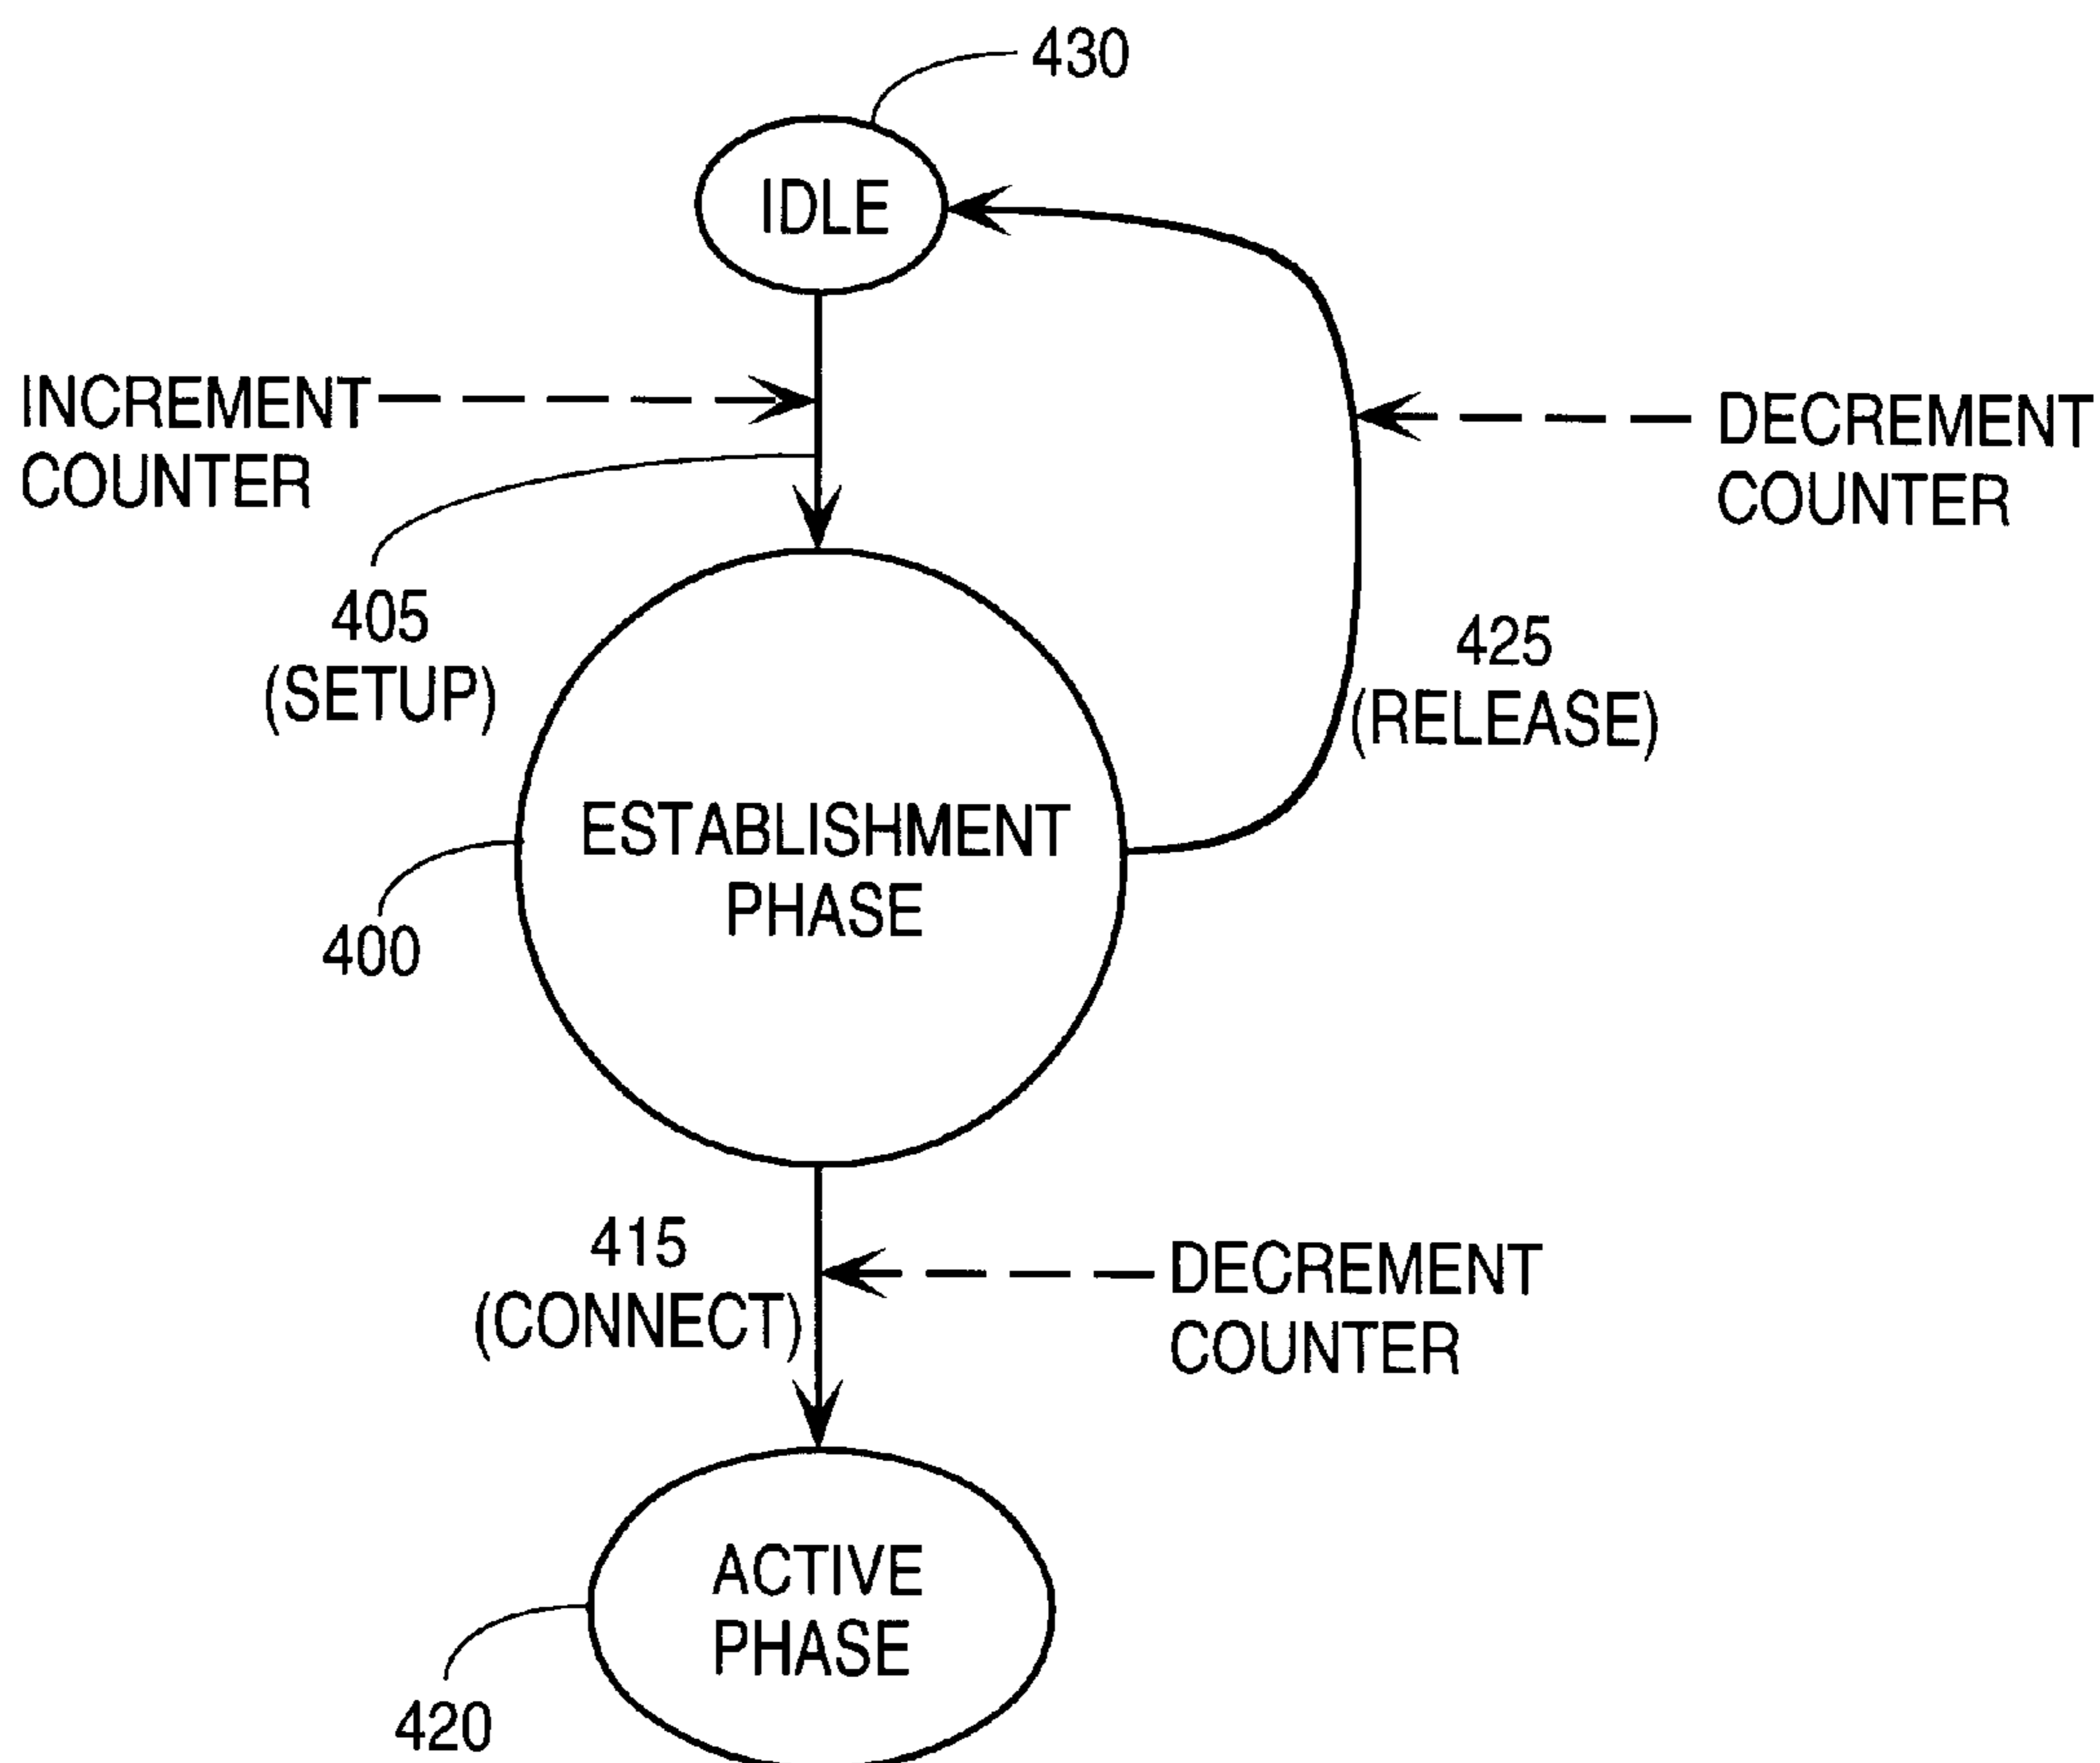 430
IDLE
INCREMENT
COUNTER
DECREMENT
COUNTER
405
(SETUP)
425
(RELEASE)
ESTABLISHMENT
PHASE
400
415
(CONNECT)
DECREMENT
COUNTER
ACTIVE
PHASE
420